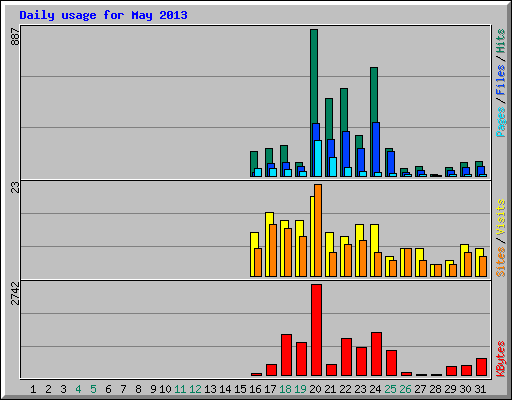 Daily usage for May 2013
887
Pages / Files / Hits
23
Sites / Visits
2742
KBytes
1 2 3 4 5 6 7 8 9 10 11 12 13 14 15 16 17 18 19 20 21 22 23 24 25 26 27 28 29 30 31